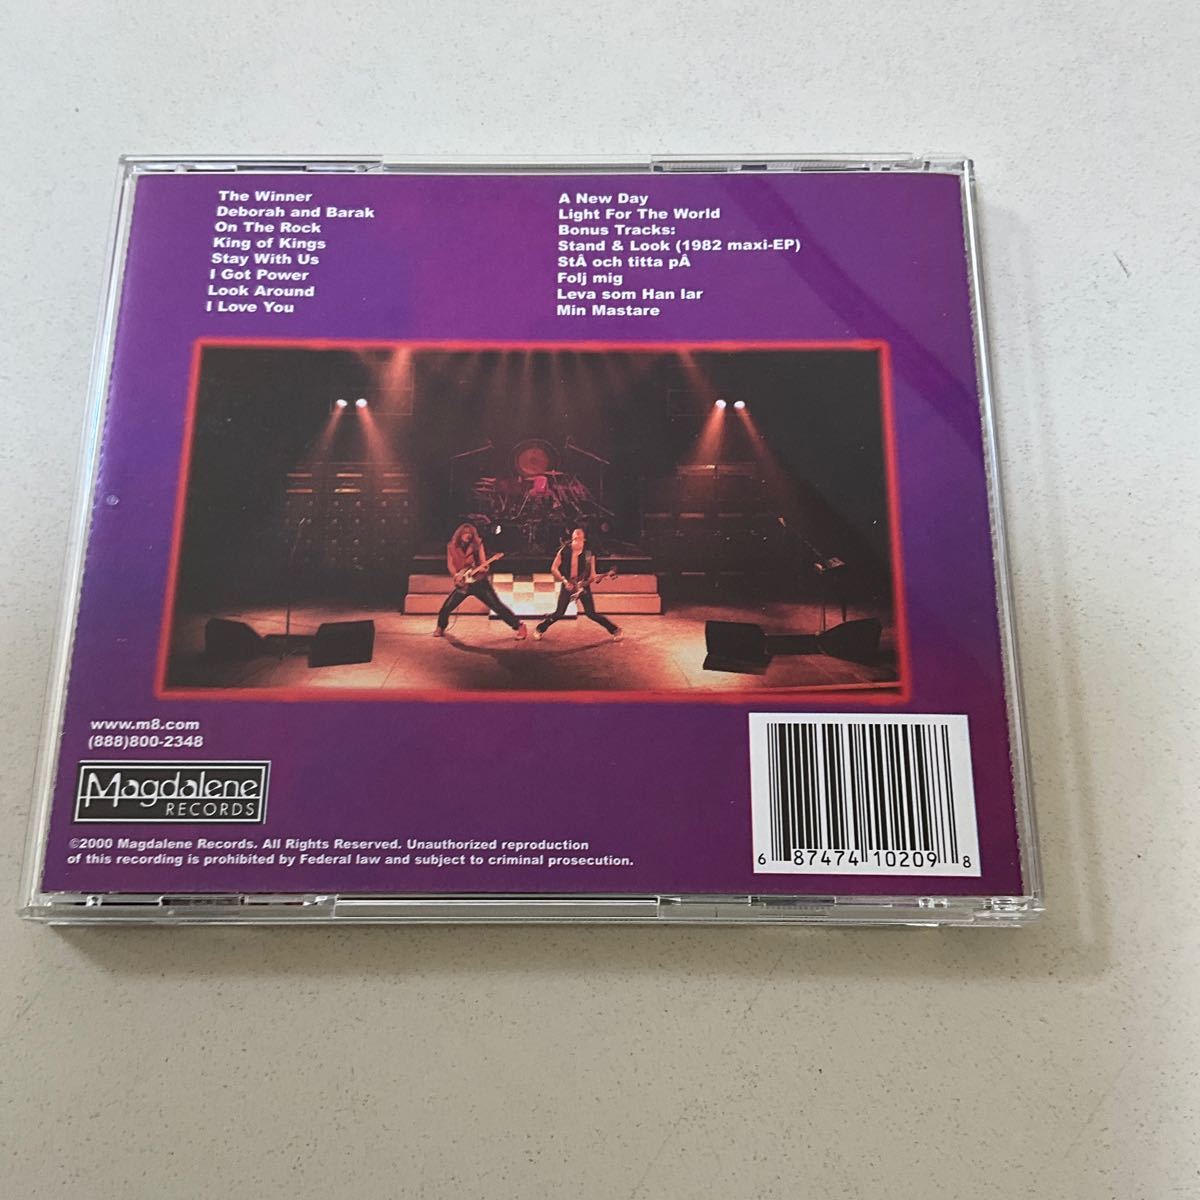 The Winner
Deborah and Barak
On The Rock
King of Kings
Stay With Us
I Got Power
Look Around
I Love You
A New Day
Light For The World
Bonus Tracks:
Stand & Look (1982 maxi-EP)
StÅ och titta pÅ
Folj mig
Leva som Han lar
Min Mastare
www.m8.com
(888)800-2348
Magdalene
RECORDS
©2000 Magdalene Records. All Rights Reserved. Unauthorized reproduction
of this recording is prohibited by Federal law and subject to criminal prosecution.
6 87474 10209 8